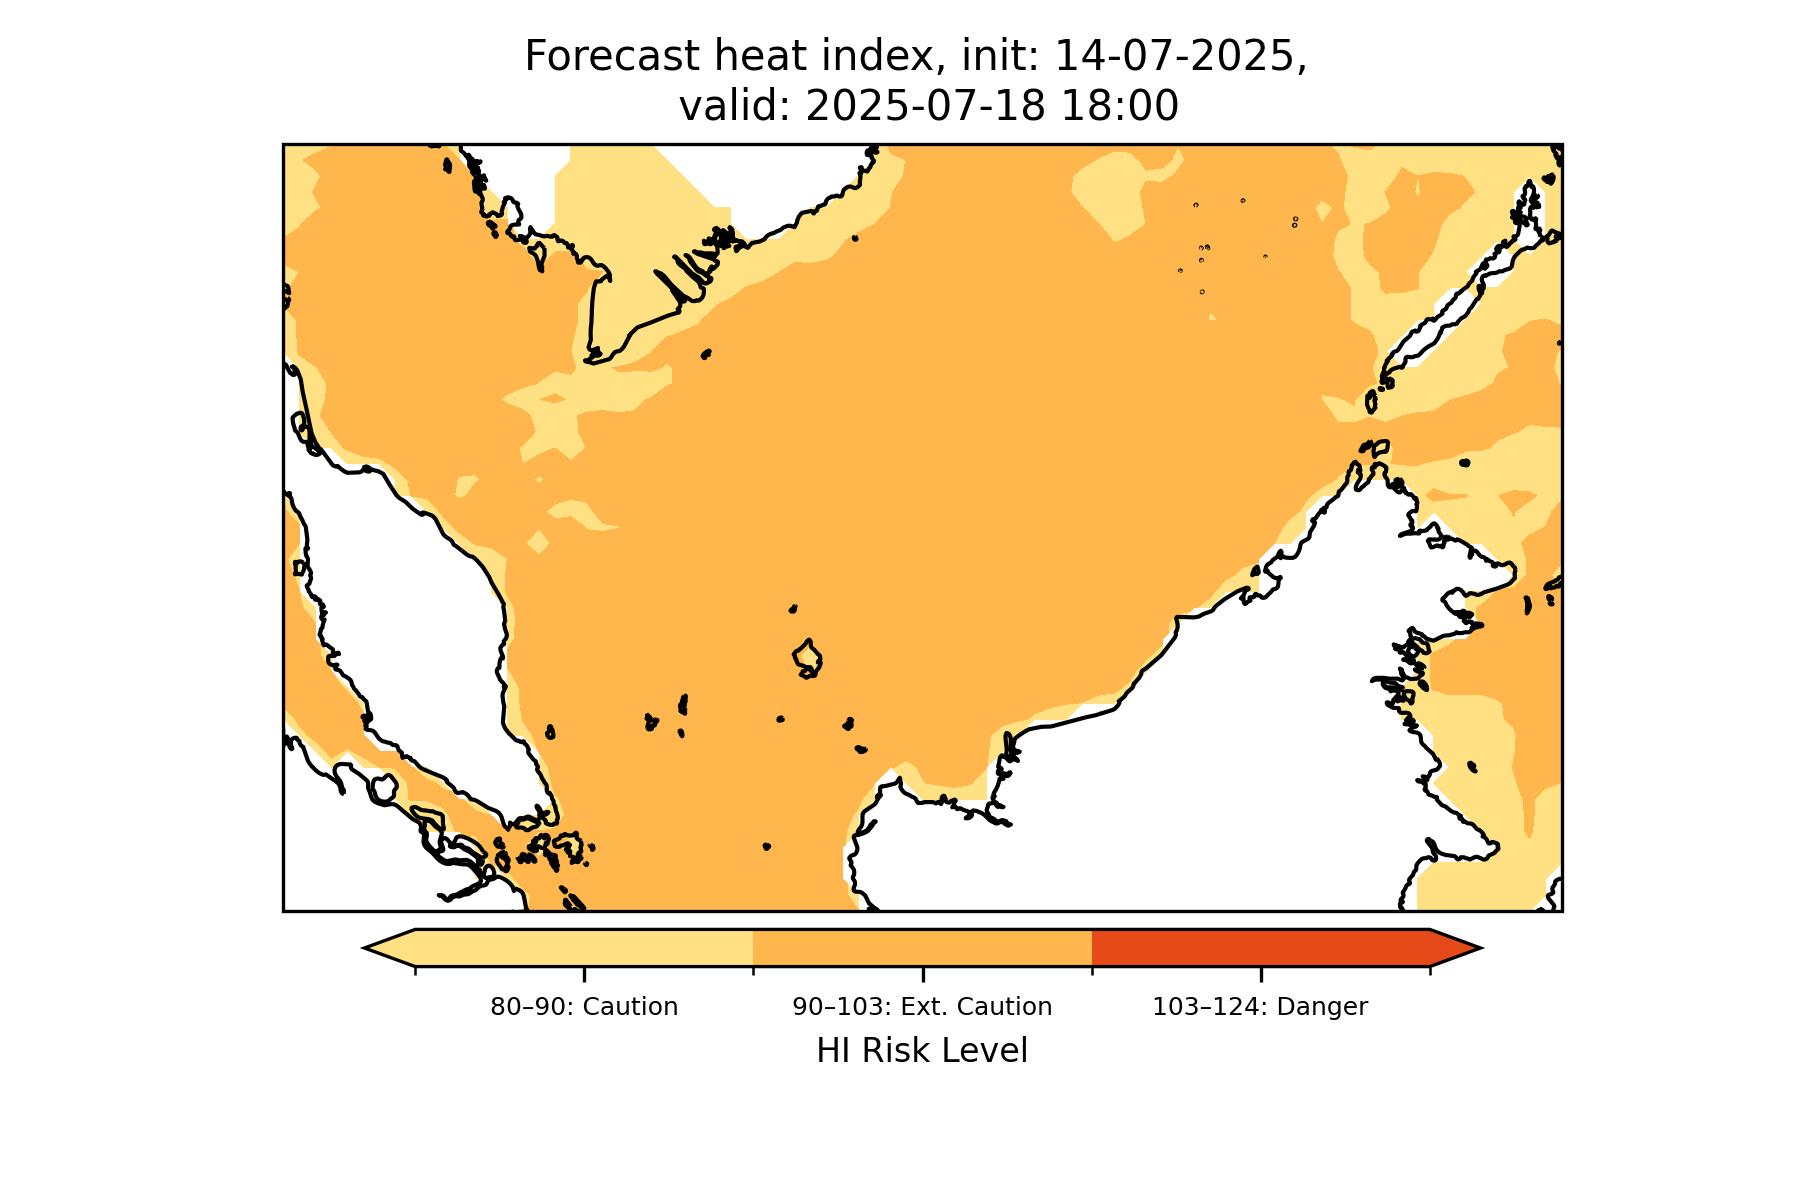 Forecast heat index, init: 14-07-2025,
valid: 2025-07-18 18:00
80–90: Caution
90–103: Ext. Caution
103–124: Danger
HI Risk Level